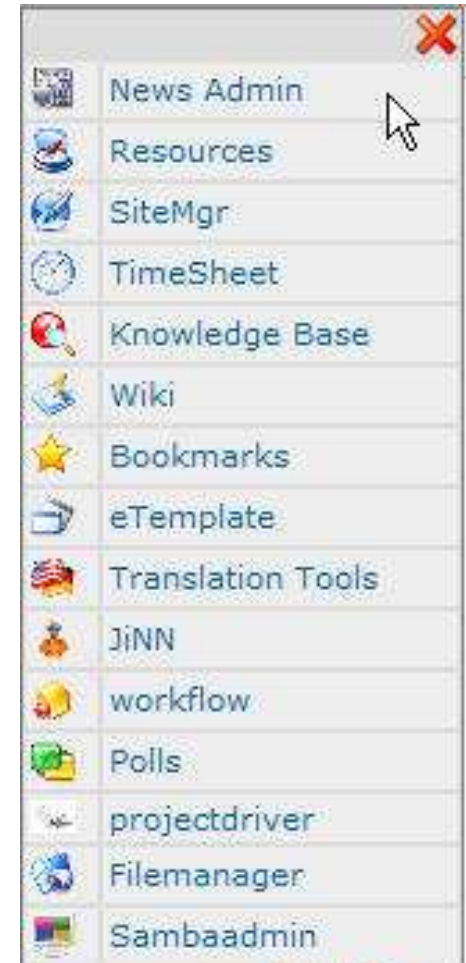 News Admin
Resources
SiteMgr
TimeSheet
Knowledge Base
Wiki
Bookmarks
eTemplate
Translation Tools
JiNN
workflow
Polls
projectdriver
Filemanager
Sambaadmin